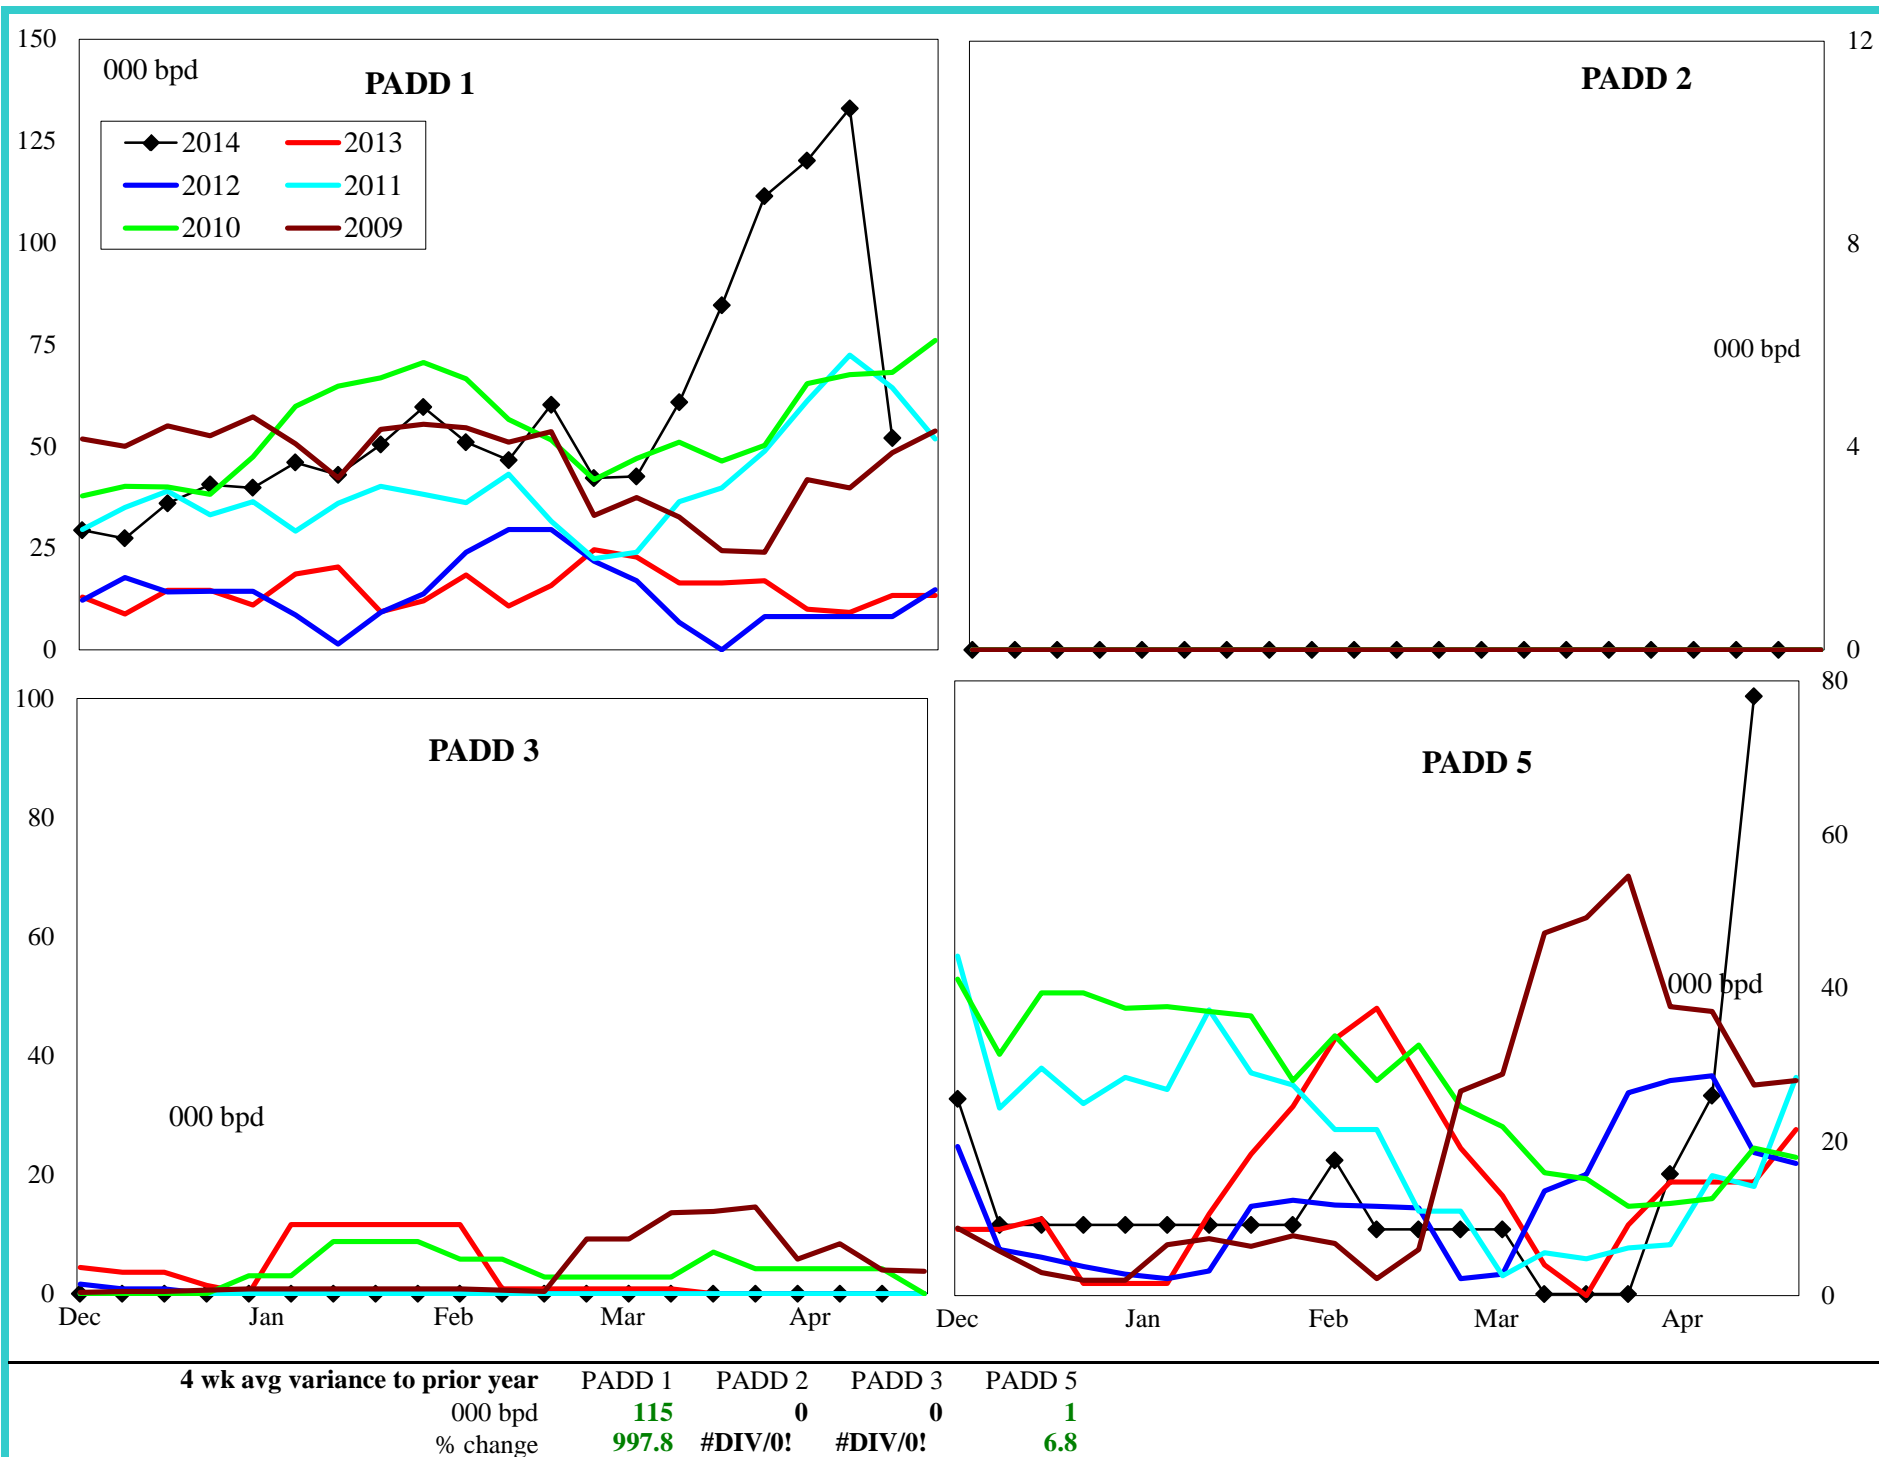 150
000 bpd
PADD 1
125
2014
2013
2012
2011
2010
2009
100
75
50
25
0
12
PADD 2
8
000 bpd
4
0
100
PADD 3
80
60
40
000 bpd
20
0
Dec Jan Feb Mar Apr
80
PADD 5
60
000 bpd
40
20
0
Dec Jan Feb Mar Apr
4 wk avg variance to prior year PADD 1 PADD 2 PADD 3 PADD 5
000 bpd 115 0 0 1
% change 997.8 #DIV/0! #DIV/0! 6.8